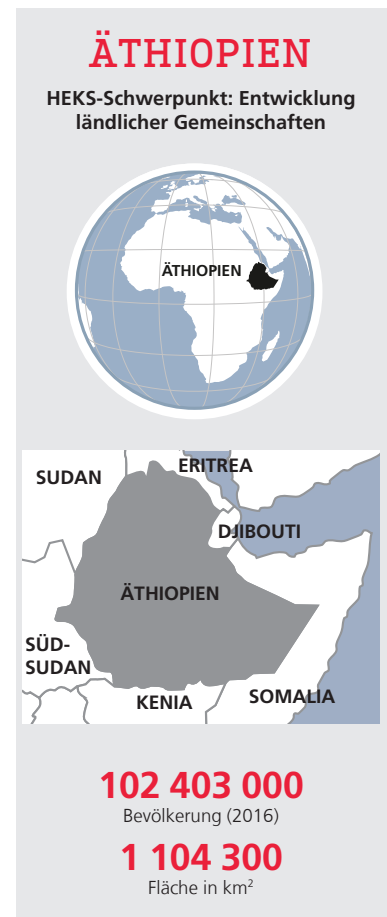 ÄTHIOPIEN
HEKS-Schwerpunkt: Entwicklung
ländlicher Gemeinschaften
ÄTHIOPIEN
ERITREA
SUDAN
DJIBOUTI
ÄTHIOPIEN
SÜD-
SUDAN
KENIA
SOMALIA
102 403 000
Bevölkerung (2016)
1 104 300
Fläche in km²